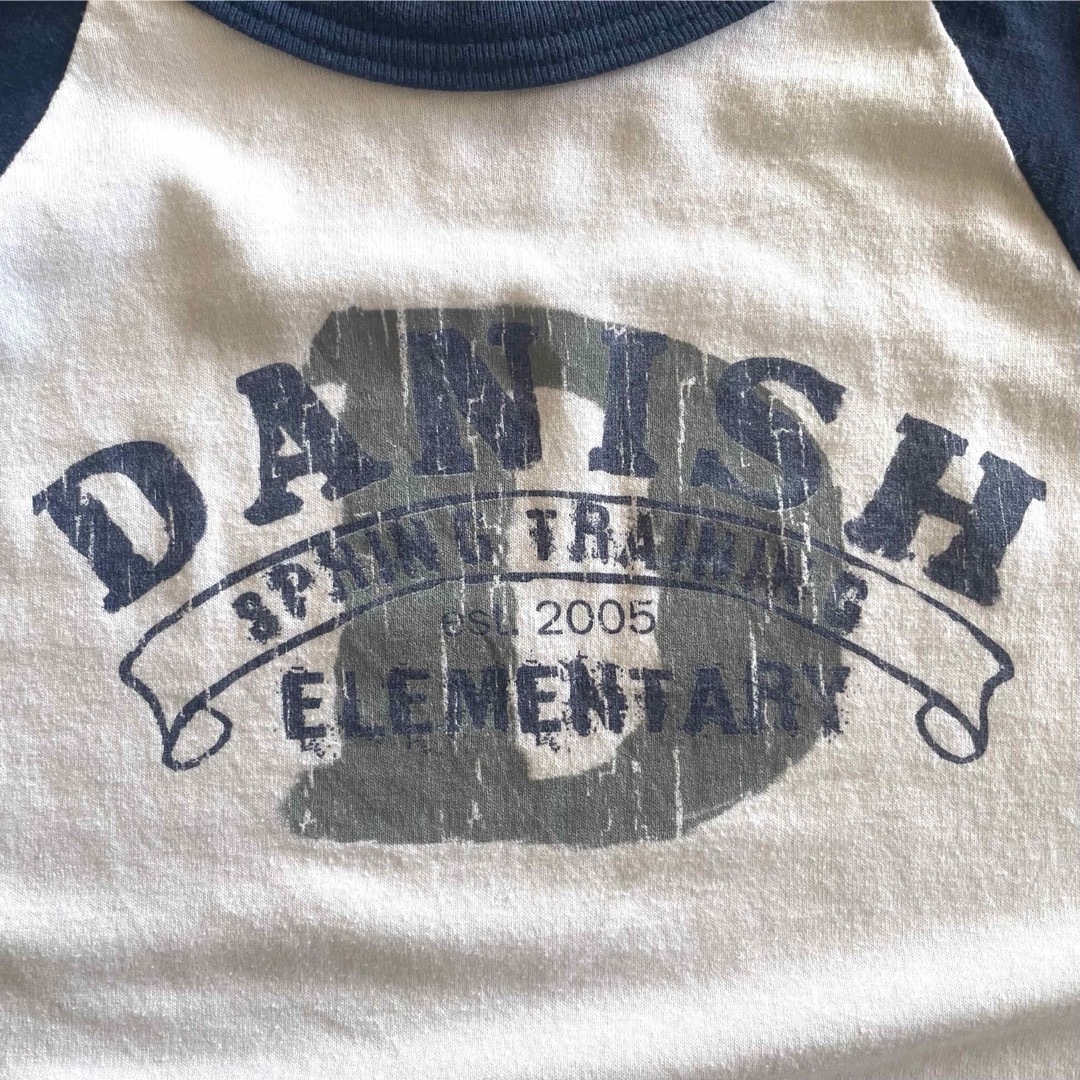 DANISH
SPRING TRAINING
est. 2005
ELEMENTARY
D